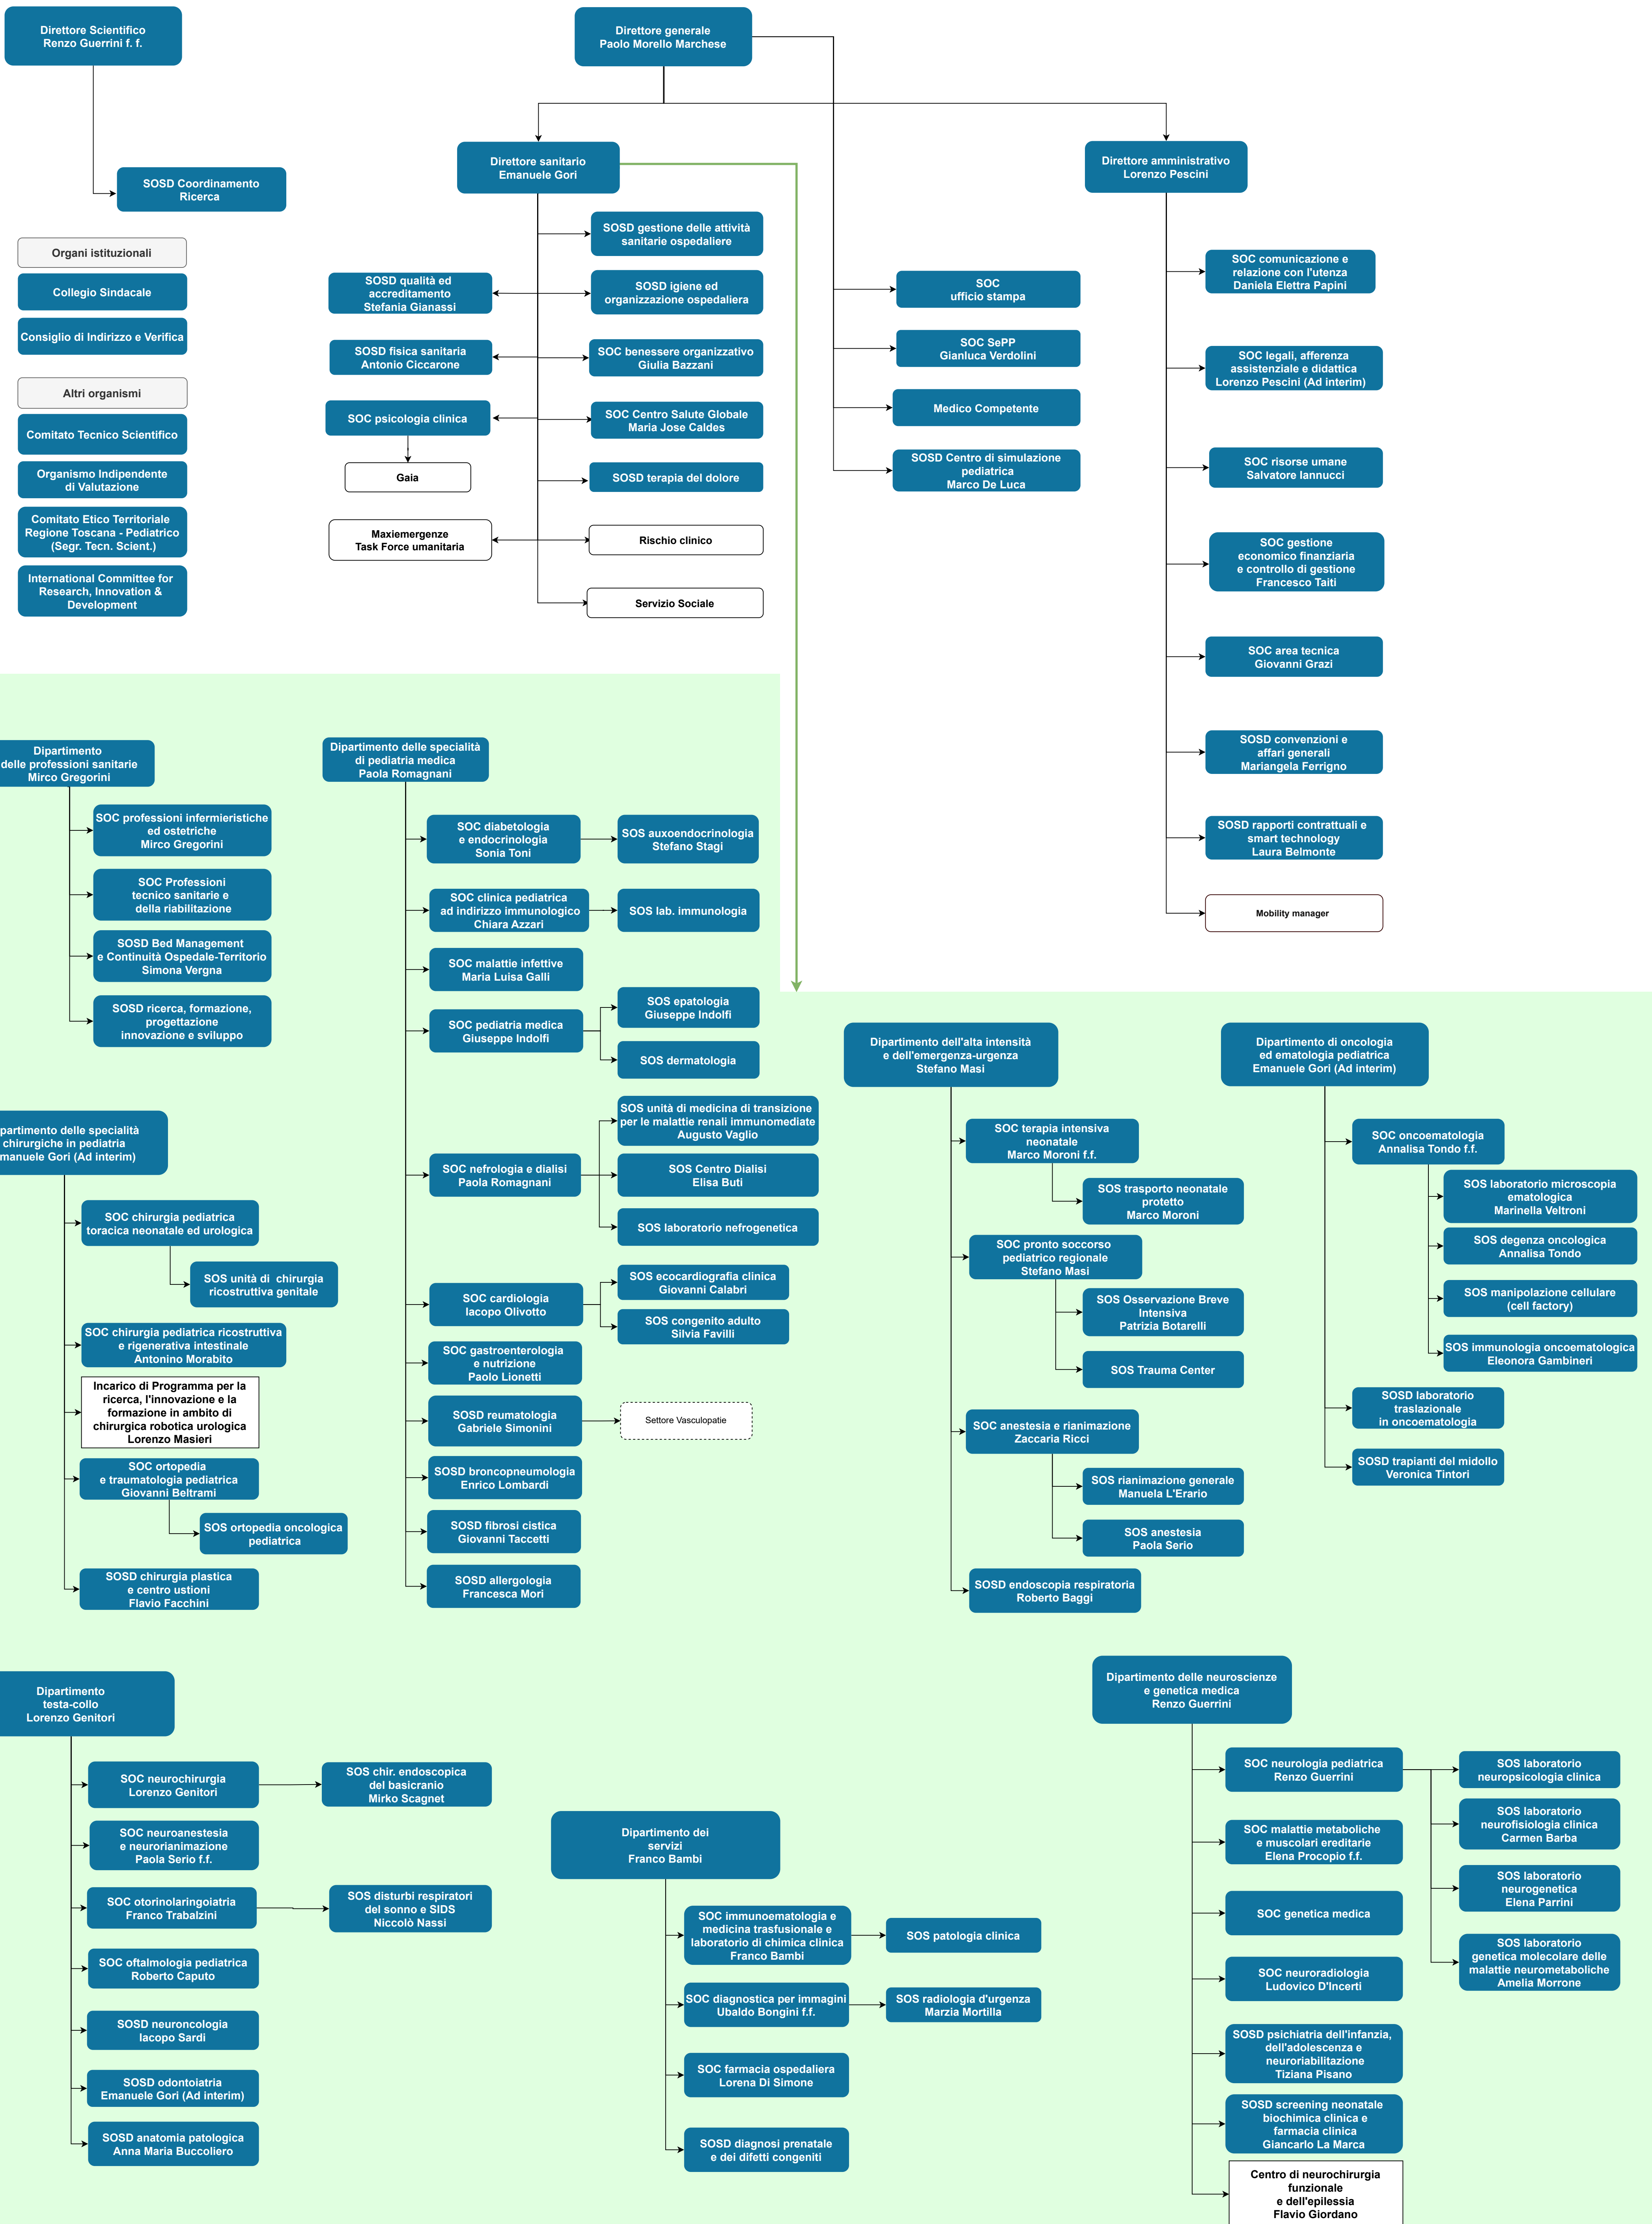 Direttore Scientifico
Renzo Guerrini f. f.
Direttore generale
Paolo Morello Marchese
Direttore sanitario
Emanuele Gori
Direttore amministrativo
Lorenzo Pescini
SOSD Coordinamento
Ricerca
Organi istituzionali
Collegio Sindacale
Consiglio di Indirizzo e Verifica
Altri organismi
Comitato Tecnico Scientifico
Organismo Indipendente
di Valutazione
Comitato Etico Territoriale
Regione Toscana - Pediatrico
(Segr. Tecn. Scient.)
International Committee for
Research, Innovation &
Development
SOSD gestione delle attività
sanitarie ospedaliere
SOSD qualità ed
accreditamento
Stefania Gianassi
SOSD igiene ed
organizzazione ospedaliera
SOSD fisica sanitaria
Antonio Ciccarone
SOC benessere organizzativo
Giulia Bazzani
SOC psicologia clinica
SOC Centro Salute Globale
Maria Jose Caldes
Gaia
SOSD terapia del dolore
Maxiemergenze
Task Force umanitaria
Rischio clinico
Servizio Sociale
SOC
ufficio stampa
SOC SePP
Gianluca Verdolini
Medico Competente
SOSD Centro di simulazione
pediatrica
Marco De Luca
SOC comunicazione e
relazione con l'utenza
Daniela Elettra Papini
SOC legali, afferenza
assistenziale e didattica
Lorenzo Pescini (Ad interim)
SOC risorse umane
Salvatore Iannucci
SOC gestione
economico finanziaria
e controllo di gestione
Francesco Taiti
SOC area tecnica
Giovanni Grazi
SOSD convenzioni e
affari generali
Mariangela Ferrigno
SOSD rapporti contrattuali e
smart technology
Laura Belmonte
Mobility manager
Dipartimento
delle professioni sanitarie
Mirco Gregorini
SOC professioni infermieristiche
ed ostetriche
Mirco Gregorini
SOC Professioni
tecnico sanitarie e
della riabilitazione
SOSD Bed Management
e Continuità Ospedale-Territorio
Simona Vergna
SOSD ricerca, formazione,
progettazione
innovazione e sviluppo
Dipartimento delle specialità
di pediatria medica
Paola Romagnani
SOC diabetologia
e endocrinologia
Sonia Toni
SOS auxoendocrinologia
Stefano Stagi
SOC clinica pediatrica
ad indirizzo immunologico
Chiara Azzari
SOS lab. immunologia
SOC malattie infettive
Maria Luisa Galli
SOC pediatria medica
Giuseppe Indolfi
SOS epatologia
Giuseppe Indolfi
SOS dermatologia
SOC nefrologia e dialisi
Paola Romagnani
SOS unità di medicina di transizione
per le malattie renali immunomediate
Augusto Vaglio
SOS Centro Dialisi
Elisa Buti
SOS laboratorio nefrogenetica
SOC cardiologia
Iacopo Olivotto
SOS ecocardiografia clinica
Giovanni Calabri
SOS congenito adulto
Silvia Favilli
SOC gastroenterologia
e nutrizione
Paolo Lionetti
SOSD reumatologia
Gabriele Simonini
Settore Vasculopatie
SOSD broncopneumologia
Enrico Lombardi
SOSD fibrosi cistica
Giovanni Taccetti
SOSD allergologia
Francesca Mori
partimento delle specialità
chirurgiche in pediatria
manuele Gori (Ad interim)
SOC chirurgia pediatrica
toracica neonatale ed urologica
SOS unità di chirurgia
ricostruttiva genitale
SOC chirurgia pediatrica ricostruttiva
e rigenerativa intestinale
Antonino Morabito
Incarico di Programma per la
ricerca, l'innovazione e la
formazione in ambito di
chirurgica robotica urologica
Lorenzo Masieri
SOC ortopedia
e traumatologia pediatrica
Giovanni Beltrami
SOS ortopedia oncologica
pediatrica
SOSD chirurgia plastica
e centro ustioni
Flavio Facchini
Dipartimento dell'alta intensità
e dell'emergenza-urgenza
Stefano Masi
SOC terapia intensiva
neonatale
Marco Moroni f.f.
SOS trasporto neonatale
protetto
Marco Moroni
SOC pronto soccorso
pediatrico regionale
Stefano Masi
SOS Osservazione Breve
Intensiva
Patrizia Botarelli
SOS Trauma Center
SOC anestesia e rianimazione
Zaccaria Ricci
SOS rianimazione generale
Manuela L'Erario
SOS anestesia
Paola Serio
SOSD endoscopia respiratoria
Roberto Baggi
Dipartimento di oncologia
ed ematologia pediatrica
Emanuele Gori (Ad interim)
SOC oncoematologia
Annalisa Tondo f.f.
SOS laboratorio microscopia
ematologica
Marinella Veltroni
SOS degenza oncologica
Annalisa Tondo
SOS manipolazione cellulare
(cell factory)
SOS immunologia oncoematologica
Eleonora Gambineri
SOSD laboratorio
traslazionale
in oncoematologia
SOSD trapianti del midollo
Veronica Tintori
Dipartimento
testa-collo
Lorenzo Genitori
SOC neurochirurgia
Lorenzo Genitori
SOS chir. endoscopica
del basicranio
Mirko Scagnet
SOC neuroanestesia
e neurorianimazione
Paola Serio f.f.
SOC otorinolaringoiatria
Franco Trabalzini
SOS disturbi respiratori
del sonno e SIDS
Niccolò Nassi
SOC oftalmologia pediatrica
Roberto Caputo
SOSD neuroncologia
Iacopo Sardi
SOSD odontoiatria
Emanuele Gori (Ad interim)
SOSD anatomia patologica
Anna Maria Buccoliero
Dipartimento dei
servizi
Franco Bambi
SOC immunoematologia e
medicina trasfusionale e
laboratorio di chimica clinica
Franco Bambi
SOS patologia clinica
SOC diagnostica per immagini
Ubaldo Bongini f.f.
SOS radiologia d'urgenza
Marzia Mortilla
SOC farmacia ospedaliera
Lorena Di Simone
SOSD diagnosi prenatale
e dei difetti congeniti
Dipartimento delle neuroscienze
e genetica medica
Renzo Guerrini
SOC neurologia pediatrica
Renzo Guerrini
SOS laboratorio
neuropsicologia clinica
SOS laboratorio
neurofisiologia clinica
Carmen Barba
SOS laboratorio
neurogenetica
Elena Parrini
SOS laboratorio
genetica molecolare delle
malattie neurometaboliche
Amelia Morrone
SOC malattie metaboliche
e muscolari ereditarie
Elena Procopio f.f.
SOC genetica medica
SOC neuroradiologia
Ludovico D'Incerti
SOSD psichiatria dell'infanzia,
dell'adolescenza e
neuroriabilitazione
Tiziana Pisano
SOSD screening neonatale
biochimica clinica e
farmacia clinica
Giancarlo La Marca
Centro di neurochirurgia
funzionale
e dell'epilessia
Flavio Giordano